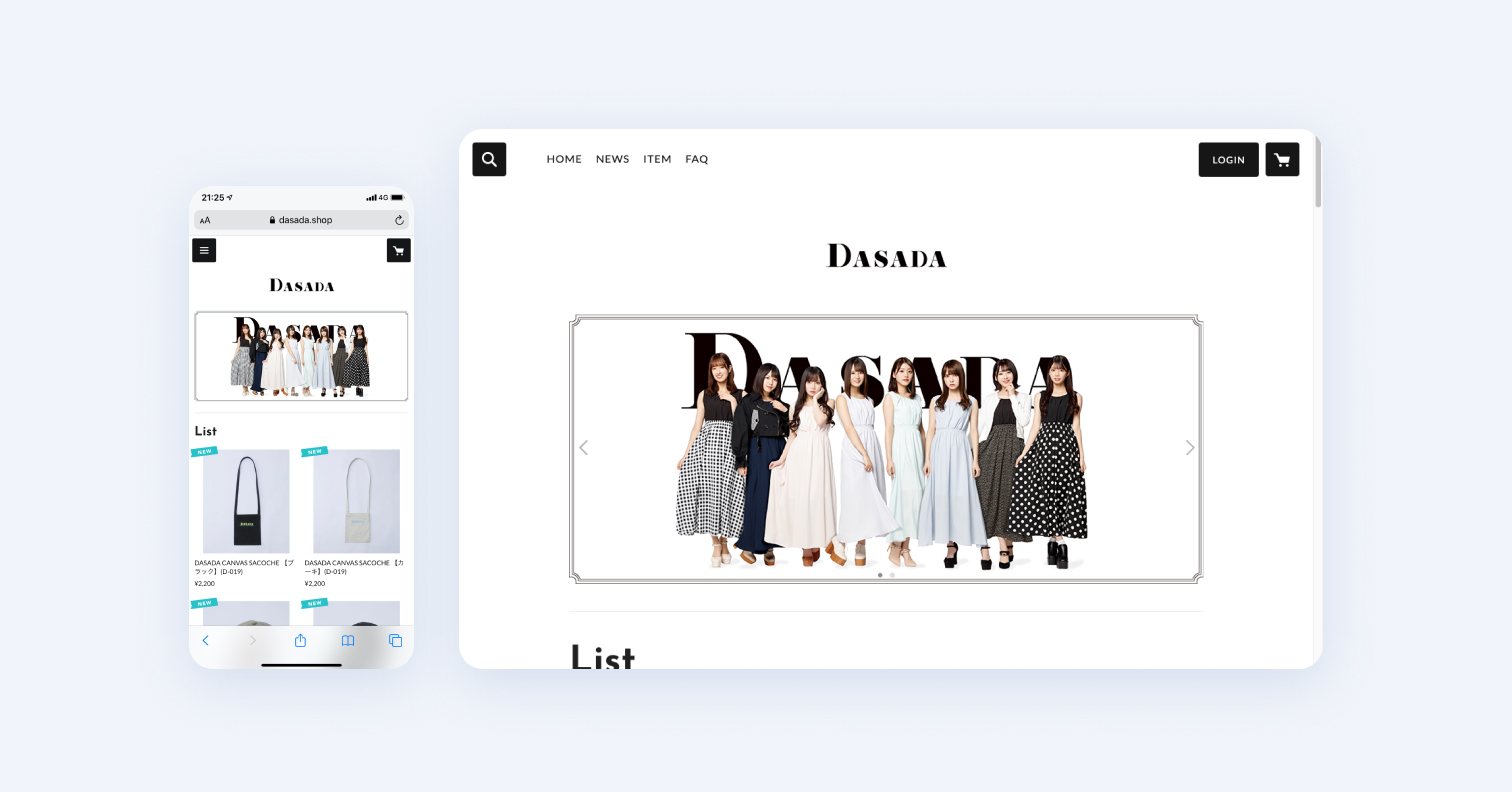 21:25
4G
AA
dasada.shop
DASADA
DASADA
List
NEW
NEW
DASADA CANVAS SACOCHE 【ブ
ラック】(D-019)
¥2,200
DASADA CANVAS SACOCHE 【カ
ーキ】(D-019)
¥2,200
NEW
NEW
HOME
NEWS
ITEM
FAQ
LOGIN
DASADA
DASADA
List